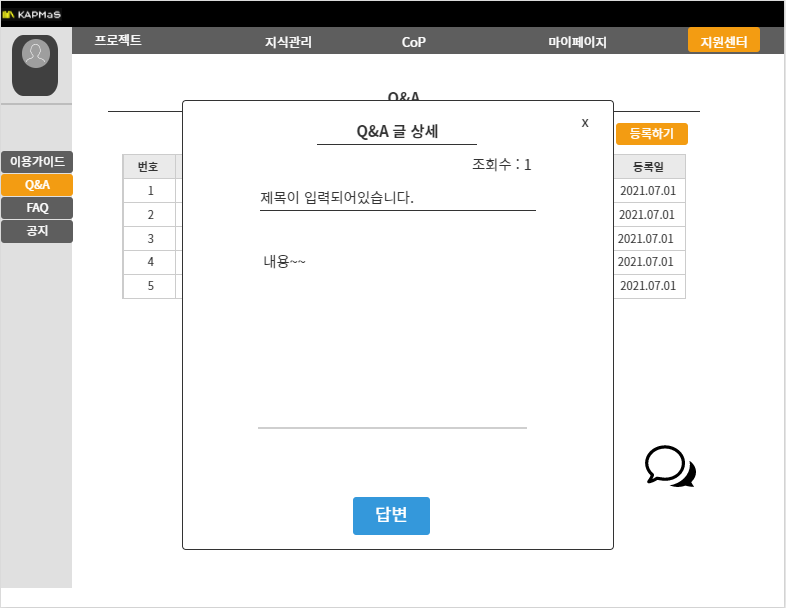 KAPMaS
프로젝트 지식관리 CoP 마이페이지 지원센터
Q&A
등록하기
이용가이드
Q&A
FAQ
공지
번호 등록일
1 2021.07.01
2 2021.07.01
3 2021.07.01
4 2021.07.01
5 2021.07.01
Q&A 글 상세
x
조회수 : 1
제목이 입력되어있습니다.
내용~~
답변